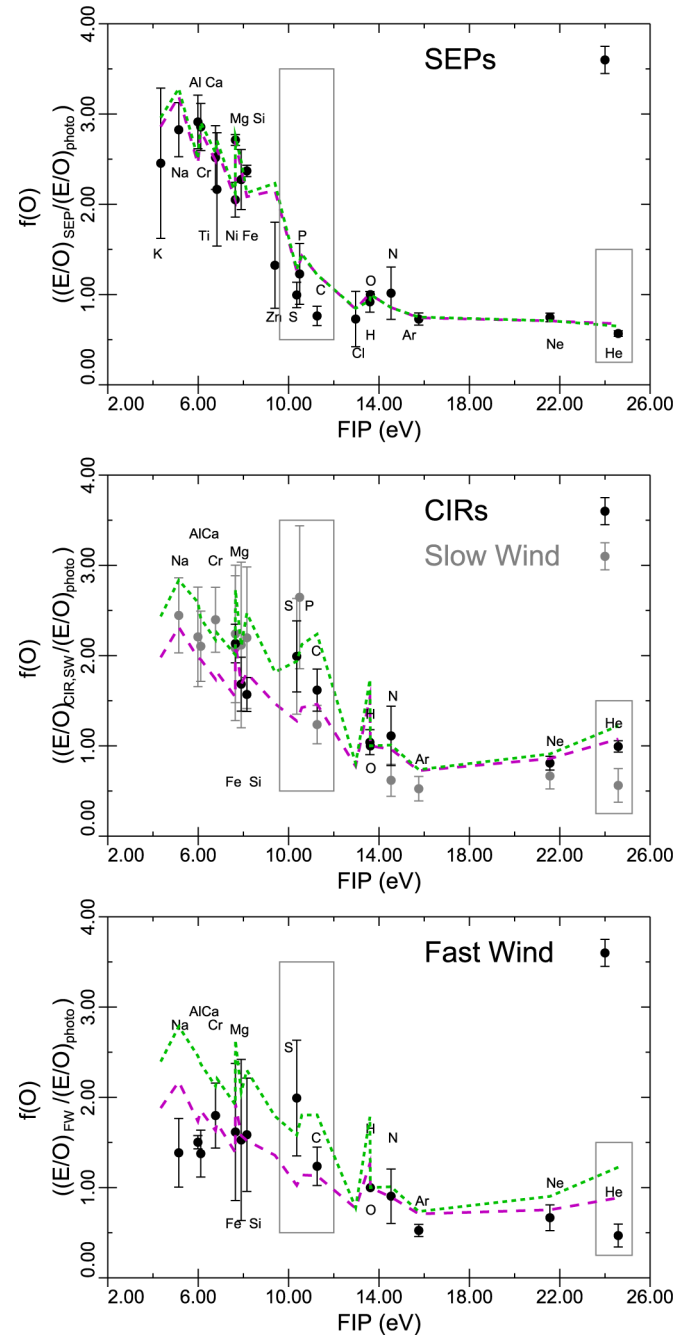 4.00
SEPs
Al Ca
Mg Si
3.00
Na
Cr
f(O)
((E/O)SEP/(E/O)photo)
2.00
K
Ti
Ni Fe
P
N
O
1.00
Zn
S
C
Cl
H
Ar
Ne
He
0.00
2.00 6.00 10.00 14.00 18.00 22.00 26.00
FIP (eV)
4.00
CIRs
Slow Wind
AlCa
3.00
Na
Cr
Mg
S
P
f(O)
((E/O)CIR,SW/(E/O)photo)
2.00
C
H
N
He
1.00
O
Ar
Ne
Fe Si
0.00
2.00 6.00 10.00 14.00 18.00 22.00 26.00
FIP (eV)
4.00
Fast Wind
AlCa
3.00
Na
Cr
Mg
S
f(O)
((E/O)FW/(E/O)photo)
2.00
C
H
N
Ne
He
1.00
O
Ar
Fe Si
0.00
2.00 6.00 10.00 14.00 18.00 22.00 26.00
FIP (eV)